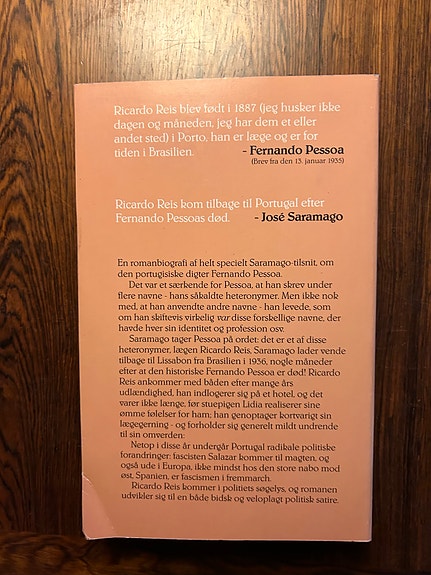 Ricardo Reis blev født i 1887 (jeg husker ikke
dagen og måneden, jeg har dem et eller
andet sted) i Porto, han er læge og er for
tiden i Brasilien. - Fernando Pessoa
(Brev fra den 13. januar 1935)
Ricardo Reis kom tilbage til Portugal efter
Fernando Pessoas død. - José Saramago
En romanbiografi af helt specielt Saramago-tilsnit, om
den portugisiske digter Fernando Pessoa.
Det var et særkende for Pessoa, at han skrev under
flere navne - hans såkaldte heteronymer. Men ikke nok
med, at han anvendte andre navne - han levede, som
om han skiftevis virkelig var disse forskellige navne, der
havde hver sin identitet og profession osv.
Saramago tager Pessoa på ordet: det er et af disse
heteronymer, lægen Ricardo Reis, Saramago lader vende
tilbage til Lissabon fra Brasilien i 1936, nogle måneder
efter at den historiske Fernando Pessoa er død! Ricardo
Reis ankommer med båden efter mange års
udlændighed, han indlogerer sig på et hotel, og det
varer ikke længe, før stuepigen Lidia realiserer sine
ømme følelser for ham; han genoptager kortvarigt sin
lægegerning - og forholder sig generelt mildt undrende
til sin omverden:
Netop i disse år undergår Portugal radikale politiske
forandringer: fascisten Salazar kommer til magten, og
også ude i Europa, ikke mindst hos den store nabo mod
øst, Spanien, er fascismen i fremmarch.
Ricardo Reis kommer i politiets søgelys, og romanen
udvikler sig til en både bidsk og veloplagt politisk satire.